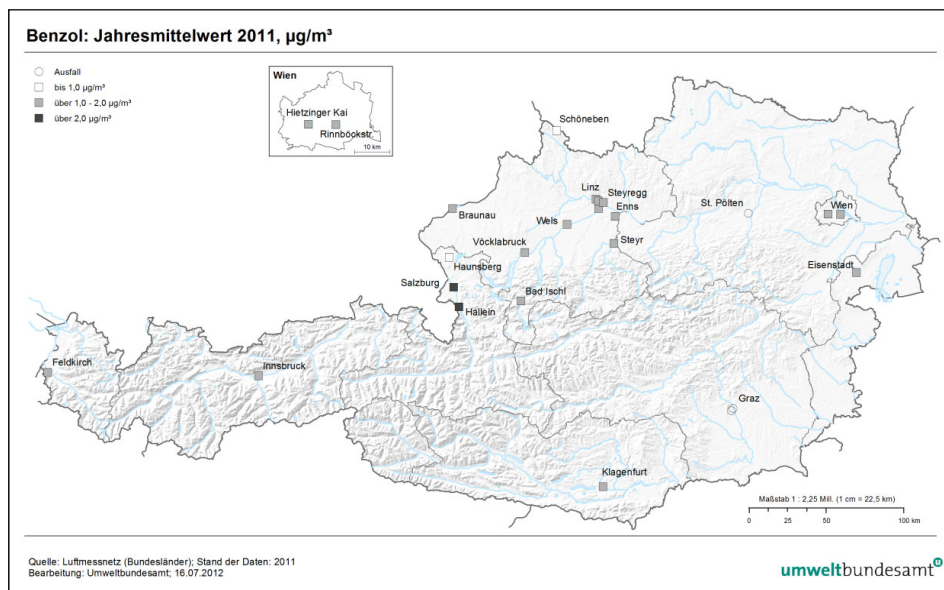 Benzol: Jahresmittelwert 2011, µg/m³
Ausfall
bis 1,0 µg/m³
über 1,0 - 2,0 µg/m³
über 2,0 µg/m³
Wien
Hietzinger Kai
Rinnböckstr.
10 km
Schöneben
Linz
Steyregg
Enns
St. Pölten
Wien
Braunau
Wels
Vöcklabruck
Steyr
Haunsberg
Eisenstadt
Salzburg
Bad Ischl
Hallein
Feldkirch
Innsbruck
Graz
Klagenfurt
Maßstab 1 : 2,25 Mill. (1 cm = 22,5 km)
0 25 50 100 km
Quelle: Luftmessnetz (Bundesländer); Stand der Daten: 2011
Bearbeitung: Umweltbundesamt; 16.07.2012
umweltbundesamt u